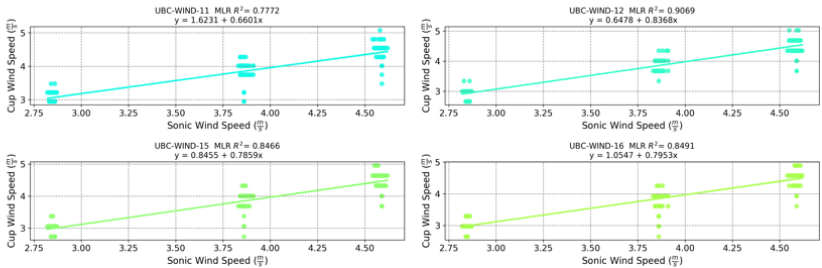 UBC-WIND-11 MLR R²= 0.7772
y = 1.6231 + 0.6601x
Cup Wind Speed (m/s)
5
4
3
2.75 3.00 3.25 3.50 3.75 4.00 4.25 4.50
Sonic Wind Speed (m/s)
UBC-WIND-12 MLR R²= 0.9069
y = 0.6478 + 0.8368x
Cup Wind Speed (m/s)
5
4
3
2.75 3.00 3.25 3.50 3.75 4.00 4.25 4.50
Sonic Wind Speed (m/s)
UBC-WIND-15 MLR R²= 0.8466
y = 0.8455 + 0.7859x
Cup Wind Speed (m/s)
5
4
3
2.75 3.00 3.25 3.50 3.75 4.00 4.25 4.50
Sonic Wind Speed (m/s)
UBC-WIND-16 MLR R²= 0.8491
y = 1.0547 + 0.7953x
Cup Wind Speed (m/s)
5
4
3
2.75 3.00 3.25 3.50 3.75 4.00 4.25 4.50
Sonic Wind Speed (m/s)